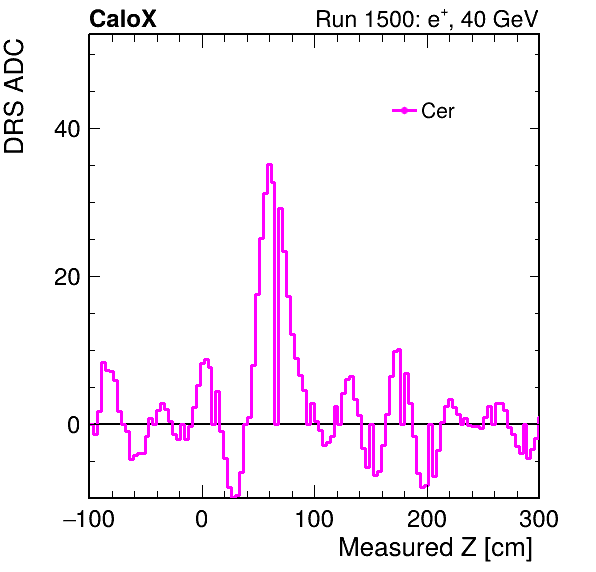 CaloX Run 1500: e⁺, 40 GeV
DRS ADC
Cer
40
20
0
−100 0 100 200 300
Measured Z [cm]